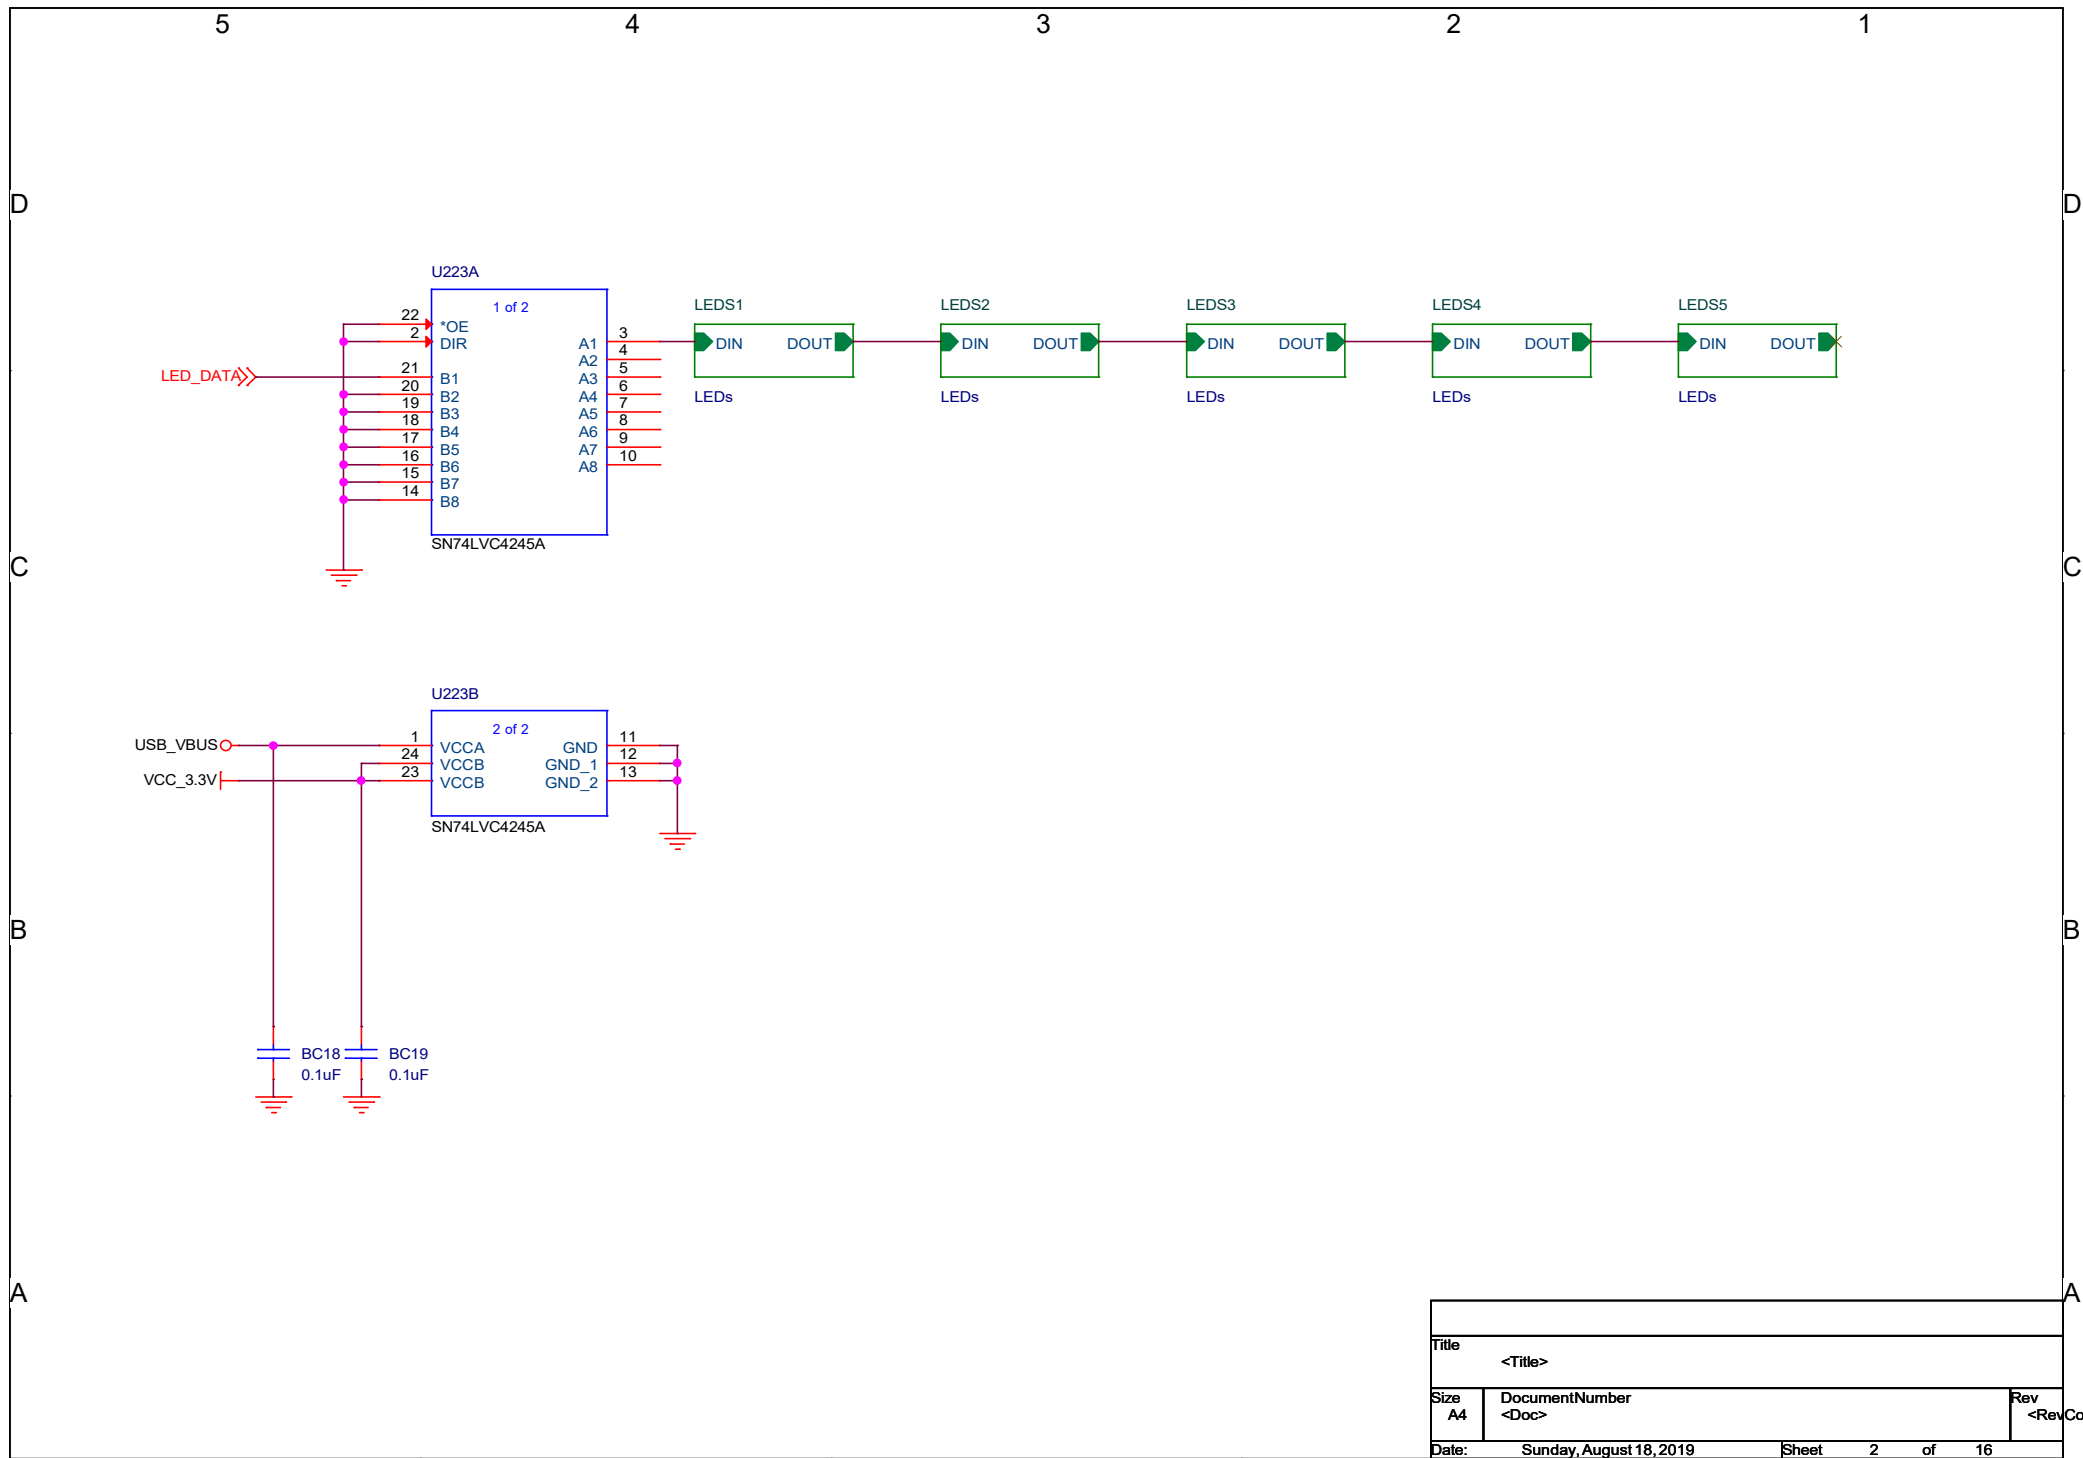 5 4 3 2 1
D D
U223A
1 of 2
22 *OE
2 DIR
LED_DATA
21 B1
20 B2
19 B3
18 B4
17 B5
16 B6
15 B7
14 B8
A1 3
A2 4
A3 5
A4 6
A5 7
A6 8
A7 9
A8 10
SN74LVC4245A
LEDS1
DIN DOUT
LEDs
LEDS2
DIN DOUT
LEDs
LEDS3
DIN DOUT
LEDs
LEDS4
DIN DOUT
LEDs
LEDS5
DIN DOUT
LEDs
C C
U223B
2 of 2
USB_VBUS
VCC_3.3V
1 VCCA
24 VCCB
23 VCCB
GND 11
GND_1 12
GND_2 13
SN74LVC4245A
B B
BC18
0.1uF
BC19
0.1uF
A A
Title
<Title>
Size
A4
DocumentNumber
<Doc>
Rev
<RevCo
Date: Sunday, August 18, 2019 Sheet 2 of 16